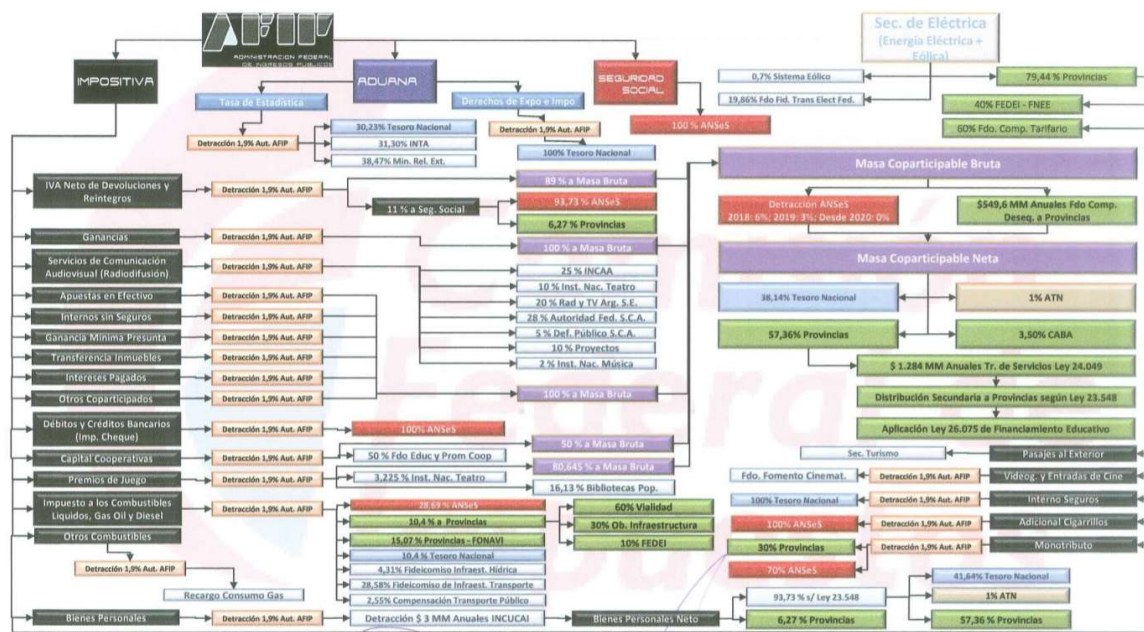 AFIP
ADMINISTRACIÓN FEDERAL
DE INGRESOS PÚBLICOS
IMPOSITIVA
ADUANA
SEGURIDAD
SOCIAL
Sec. de Eléctrica
(Energía Eléctrica +
Eólica)
0,7% Sistema Eólico
79,44 % Provincias
19,86% Fdo Fid. Trans Elect Fed.
40% FEDEI - FNEE
60% Fdo. Comp. Tarifario
Tasa de Estadística
Derechos de Expo e Impo
100 % ANSeS
Detracción 1,9% Aut. AFIP
30,23% Tesoro Nacional
31,30% INTA
38,47% Min. Rel. Ext.
Detracción 1,9% Aut. AFIP
100% Tesoro Nacional
Masa Coparticipable Bruta
IVA Neto de Devoluciones y
Reintegros
Detracción 1,9% Aut. AFIP
89 % a Masa Bruta
11 % a Seg. Social
93,73 % ANSeS
6,27 % Provincias
Detracción ANSeS
2018: 6%; 2019: 3%; Desde 2020: 0%
$549,6 MM Anuales Fdo Comp.
Deseq. a Provincias
Ganancias
Detracción 1,9% Aut. AFIP
100 % a Masa Bruta
Masa Coparticipable Neta
Servicios de Comunicación
Audiovisual (Radiodifusión)
Detracción 1,9% Aut. AFIP
25 % INCAA
10 % Inst. Nac. Teatro
20 % Rad y TV Arg. S.E.
28 % Autoridad Fed. S.C.A.
5 % Def. Público S.C.A.
10 % Proyectos
2 % Inst. Nac. Música
38,14% Tesoro Nacional
1% ATN
57,36% Provincias
3,50% CABA
Apuestas en Efectivo
Detracción 1,9% Aut. AFIP
Internos sin Seguros
Detracción 1,9% Aut. AFIP
Ganancia Mínima Presunta
Detracción 1,9% Aut. AFIP
Transferencia Inmuebles
Detracción 1,9% Aut. AFIP
Intereses Pagados
Detracción 1,9% Aut. AFIP
Otros Coparticipados
Detracción 1,9% Aut. AFIP
100 % a Masa Bruta
$ 1.284 MM Anuales Tr. de Servicios Ley 24.049
Distribución Secundaria a Provincias según Ley 23.548
Aplicación Ley 26.075 de Financiamiento Educativo
Débitos y Créditos Bancarios
(Imp. Cheque)
Detracción 1,9% Aut. AFIP
100% ANSeS
Capital Cooperativas
Detracción 1,9% Aut. AFIP
50 % a Masa Bruta
50 % Fdo Educ y Prom Coop
Premios de Juego
Detracción 1,9% Aut. AFIP
80,645 % a Masa Bruta
3,225 % Inst. Nac. Teatro
16,13 % Bibliotecas Pop.
Sec. Turismo
Pasajes al Exterior
Fdo. Fomento Cinemat.
Detracción 1,9% Aut. AFIP
Videog. y Entradas de Cine
100% Tesoro Nacional
Detracción 1,9% Aut. AFIP
Interno Seguros
100% ANSeS
Detracción 1,9% Aut. AFIP
Adicional Cigarrillos
30% Provincias
Detracción 1,9% Aut. AFIP
Monotributo
70% ANSeS
Impuesto a los Combustibles
Líquidos, Gas Oil y Diesel
Detracción 1,9% Aut. AFIP
28,69 % ANSeS
10,4 % a Provincias
15,07 % Provincias - FONAVI
10,4 % Tesoro Nacional
4,31% Fideicomiso Infraest. Hídrica
28,58% Fideicomiso de Infraest. Transporte
2,55% Compensación Transporte Público
60% Vialidad
30% Ob. Infraestructura
10% FEDEI
Otros Combustibles
Detracción 1,9% Aut. AFIP
Recargo Consumo Gas
Bienes Personales
Detracción 1,9% Aut. AFIP
Detracción $ 3 MM Anuales INCUCAI
Bienes Personales Neto
93,73 % s/ Ley 23.548
6,27 % Provincias
41,64% Tesoro Nacional
1% ATN
57,36 % Provincias